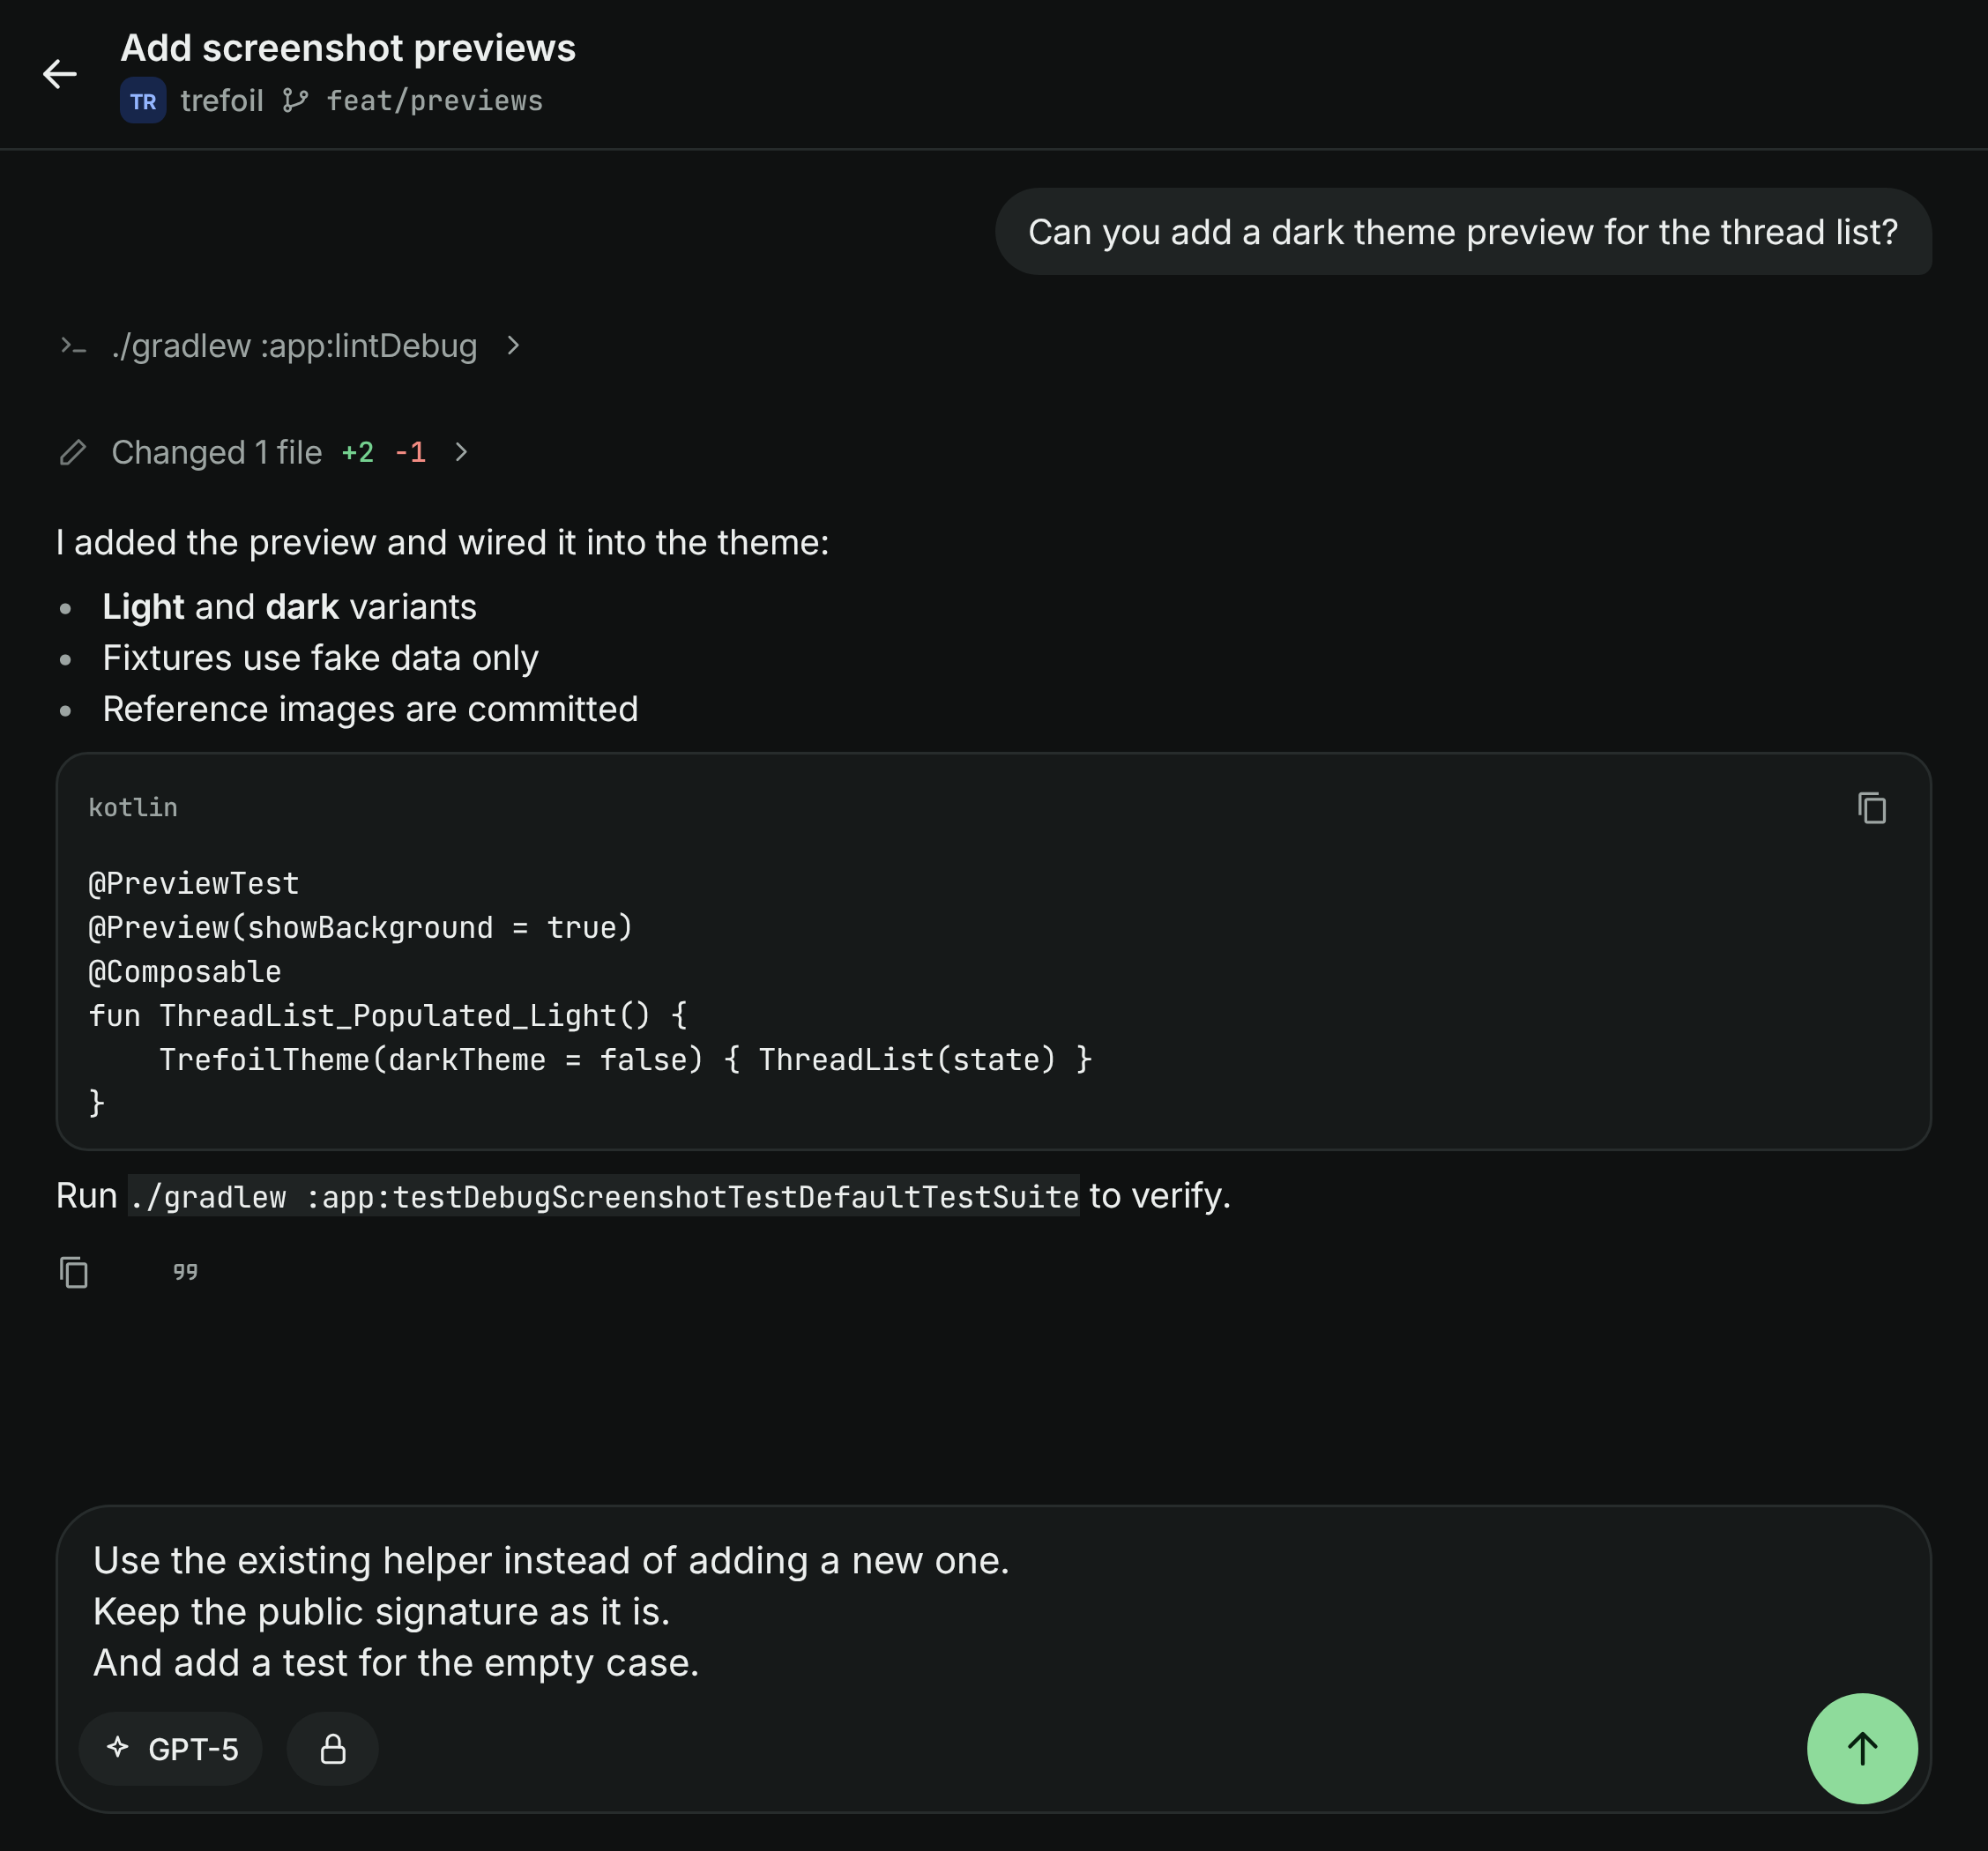 Add screenshot previews
TR trefoil feat/previews
Can you add a dark theme preview for the thread list?
./gradlew :app:lintDebug
Changed 1 file +2 -1
I added the preview and wired it into the theme:
• Light and dark variants
• Fixtures use fake data only
• Reference images are committed
kotlin
@PreviewTest
@Preview(showBackground = true)
@Composable
fun ThreadList_Populated_Light() {
    TrefoilTheme(darkTheme = false) { ThreadList(state) }
}
Run ./gradlew :app:testDebugScreenshotTestDefaultTestSuite to verify.
Use the existing helper instead of adding a new one.
Keep the public signature as it is.
And add a test for the empty case.
GPT-5